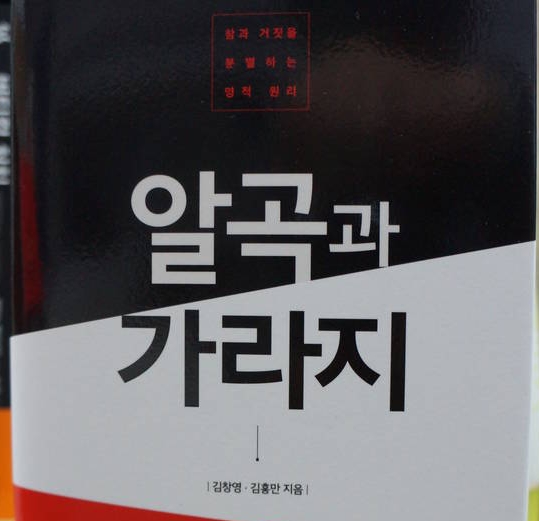 참과 거짓을
분별하는
영적 원리
알곡과
가라지
| 김창영 · 김홍만 지음 |